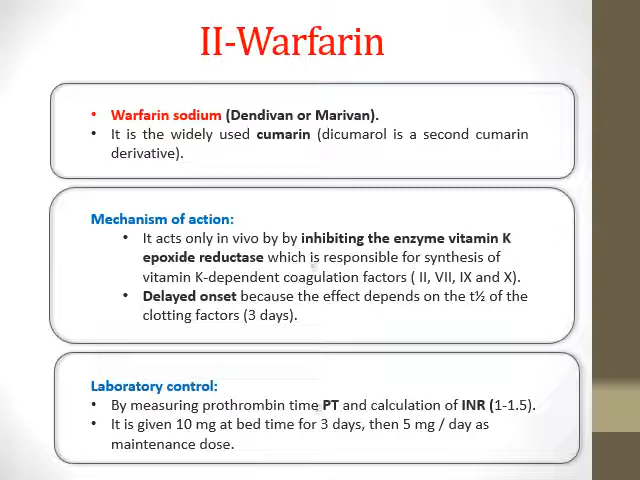 II-Warfarin
• Warfarin sodium (Dendivan or Marivan).
• It is the widely used cumarin (dicumarol is a second cumarin
derivative).
Mechanism of action:
• It acts only in vivo by by inhibiting the enzyme vitamin K
epoxide reductase which is responsible for synthesis of
vitamin K-dependent coagulation factors ( II, VII, IX and X).
• Delayed onset because the effect depends on the t½ of the
clotting factors (3 days).
Laboratory control:
• By measuring prothrombin time PT and calculation of INR (1-1.5).
• It is given 10 mg at bed time for 3 days, then 5 mg / day as
maintenance dose.